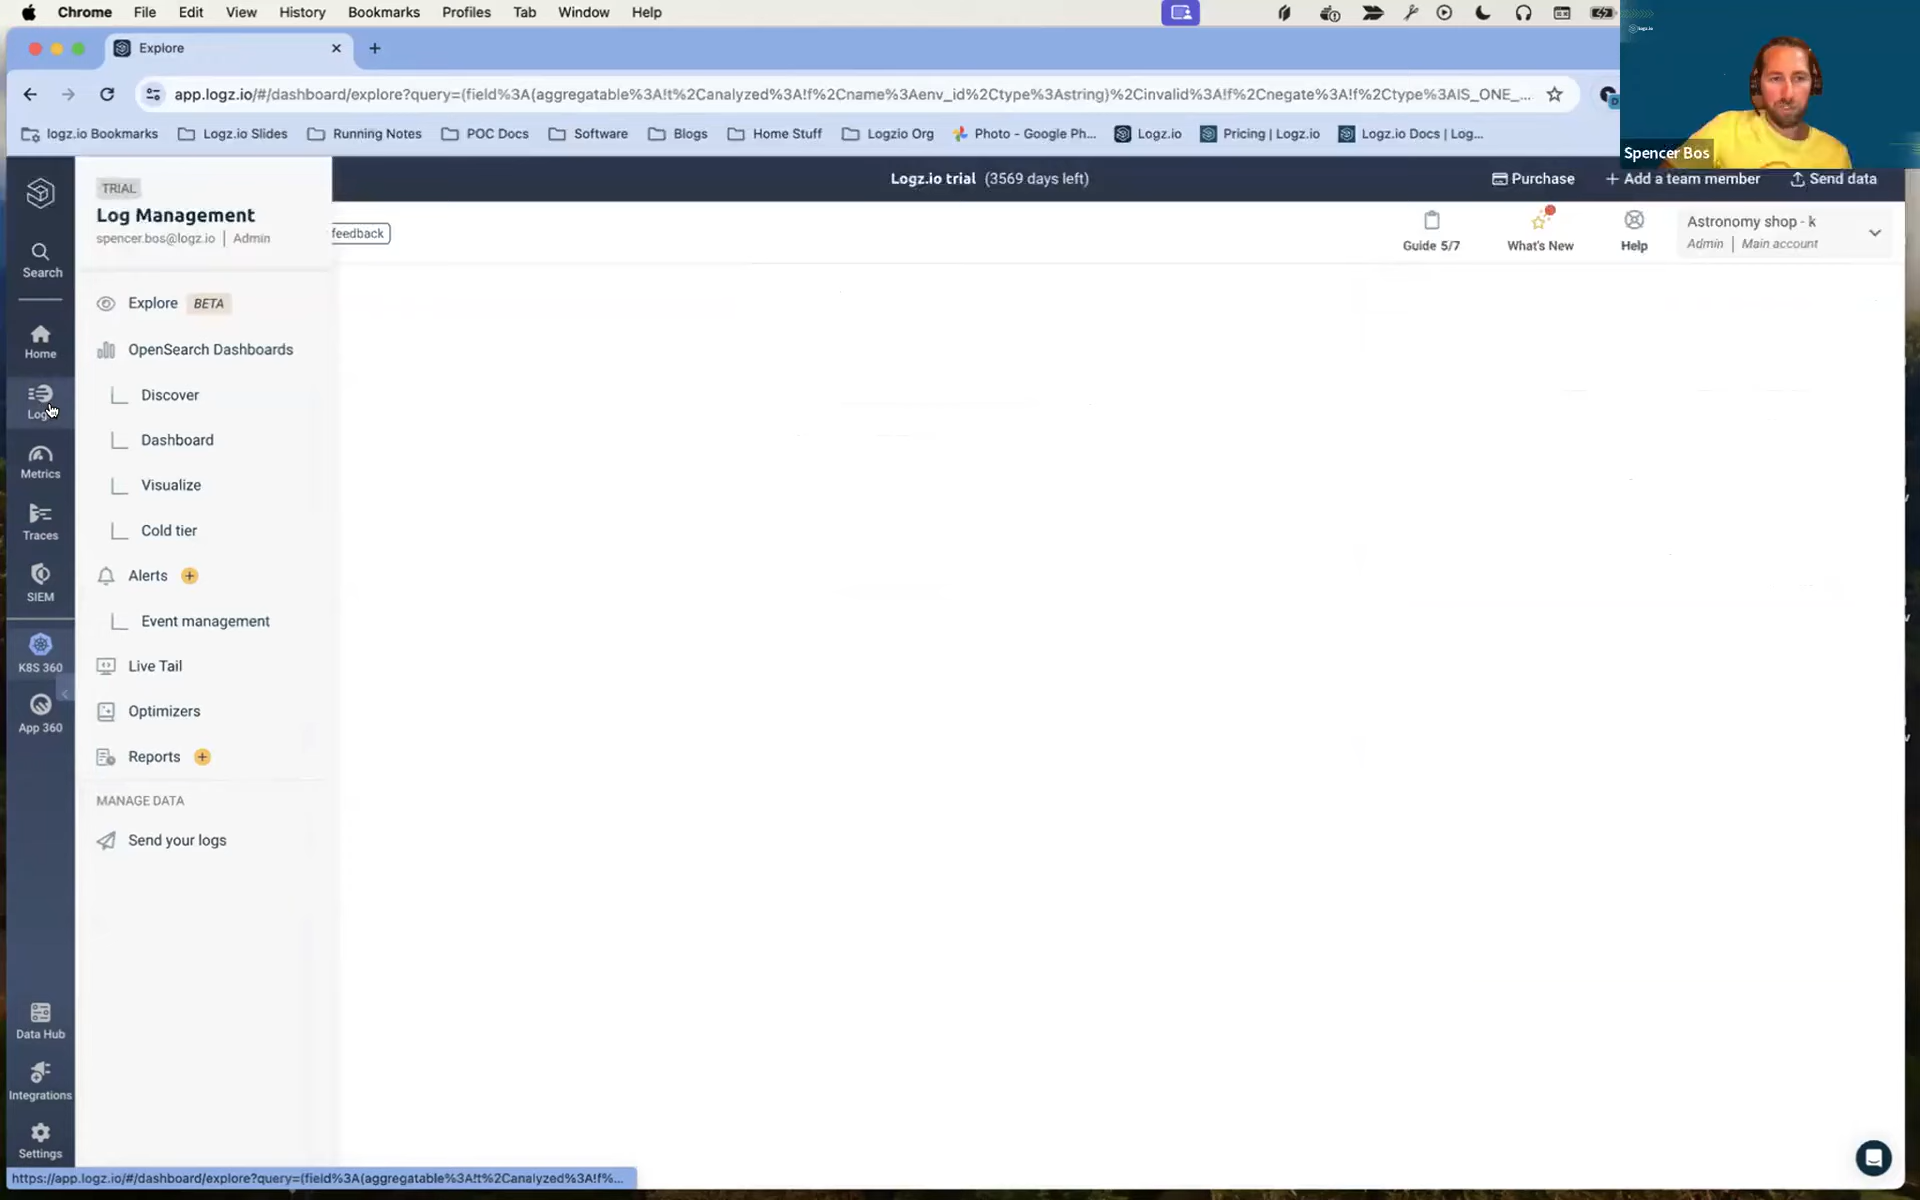 Chrome File Edit View History Bookmarks Profiles Tab Window Help
Explore
app.logz.io/#/dashboard/explore?query=(field%3A(aggregatable%3A!t%2Canalyzed%3A!f%2Cname%3Aenv_id%2Ctype%3Astring)%2Cinvalid%3A!f%2Cnegate%3A!f%2Ctype%3AIS_ONE_...
logz.io Bookmarks Logz.io Slides Running Notes POC Docs Software Blogs Home Stuff Logzio Org Photo - Google Ph... Logz.io Pricing | Logz.io Logz.io Docs | Log...
logz.io
Spencer Bos
Logz.io trial (3569 days left)
Purchase
+ Add a team member
Send data
TRIAL
Log Management
spencer.bos@logz.io | Admin
feedback
Guide 5/7
What's New
Help
Astronomy shop - k
Admin | Main account
Search
Home
Logs
Metrics
Traces
SIEM
K8S 360
App 360
Data Hub
Integrations
Settings
Explore BETA
OpenSearch Dashboards
Discover
Dashboard
Visualize
Cold tier
Alerts
Event management
Live Tail
Optimizers
Reports
MANAGE DATA
Send your logs
https://app.logz.io/#/dashboard/explore?query=(field%3A(aggregatable%3A!t%2Canalyzed%3A!f%...